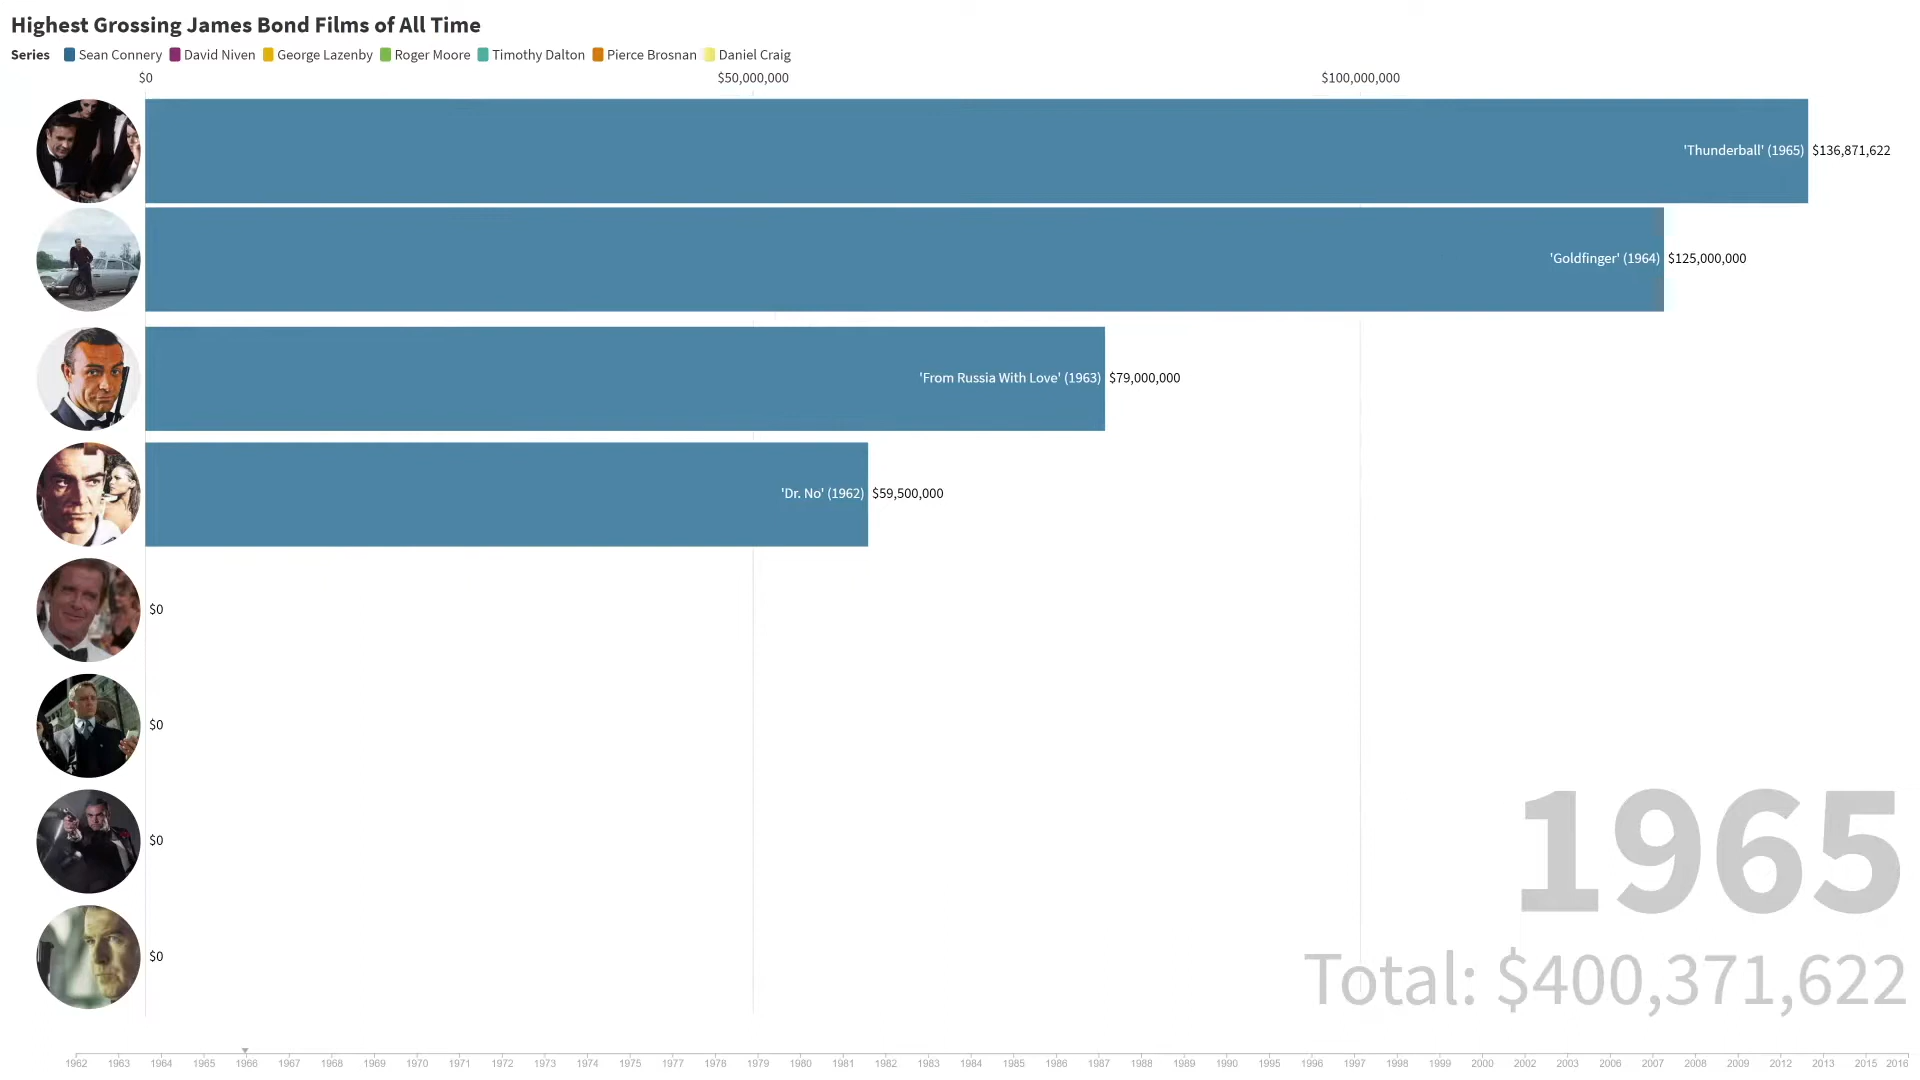 Highest Grossing James Bond Films of All Time
Series Sean Connery David Niven George Lazenby Roger Moore Timothy Dalton Pierce Brosnan Daniel Craig
$0 $50,000,000 $100,000,000
'Thunderball' (1965) $136,871,622
'Goldfinger' (1964) $125,000,000
'From Russia With Love' (1963) $79,000,000
'Dr. No' (1962) $59,500,000
$0
$0
$0
$0
1965
Total: $400,371,622
1962 1963 1964 1965 1966 1967 1968 1969 1970 1971 1972 1973 1974 1975 1977 1978 1979 1980 1981 1982 1983 1984 1985 1986 1987 1988 1989 1990 1995 1996 1997 1998 1999 2000 2002 2003 2006 2007 2008 2009 2012 2013 2015 2016